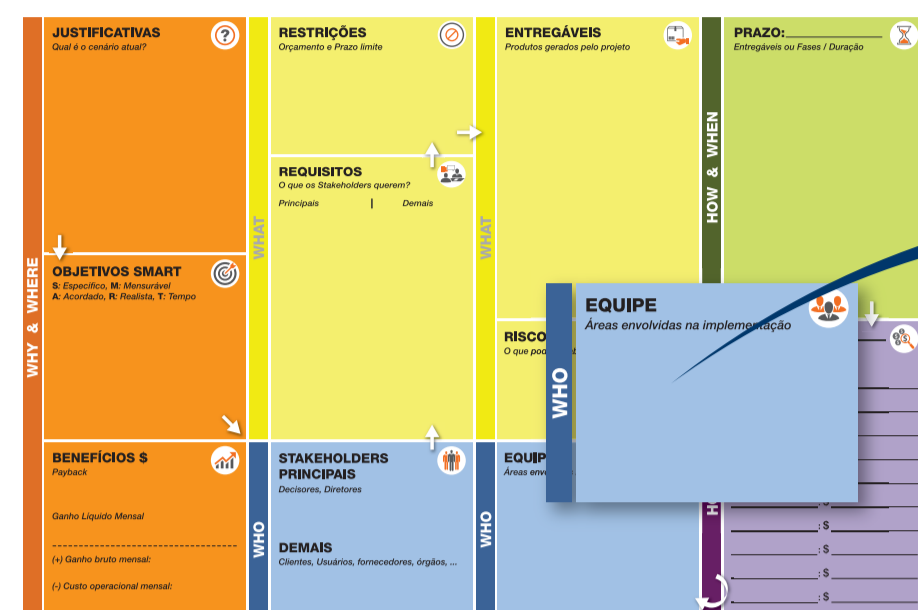 WHY & WHERE
JUSTIFICATIVAS
Qual é o cenário atual?
?
OBJETIVOS SMART
S: Específico, M: Mensurável
A: Acordado, R: Realista, T: Tempo
BENEFÍCIOS $
Payback
Ganho Líquido Mensal
(+) Ganho bruto mensal:
(-) Custo operacional mensal:
WHAT
RESTRIÇÕES
Orçamento e Prazo limite
REQUISITOS
O que os Stakeholders querem?
Principais | Demais
WHO
STAKEHOLDERS
PRINCIPAIS
Decisores, Diretores
DEMAIS
Clientes, Usuários, fornecedores, órgãos, ...
WHAT
ENTREGÁVEIS
Produtos gerados pelo projeto
RISCO
O que pod
WHO
EQUIP
Áreas env
WHO
EQUIPE
Áreas envolvidas na implementação
HOW & WHEN
PRAZO:
Entregáveis ou Fases / Duração
: $
: $
: $
: $